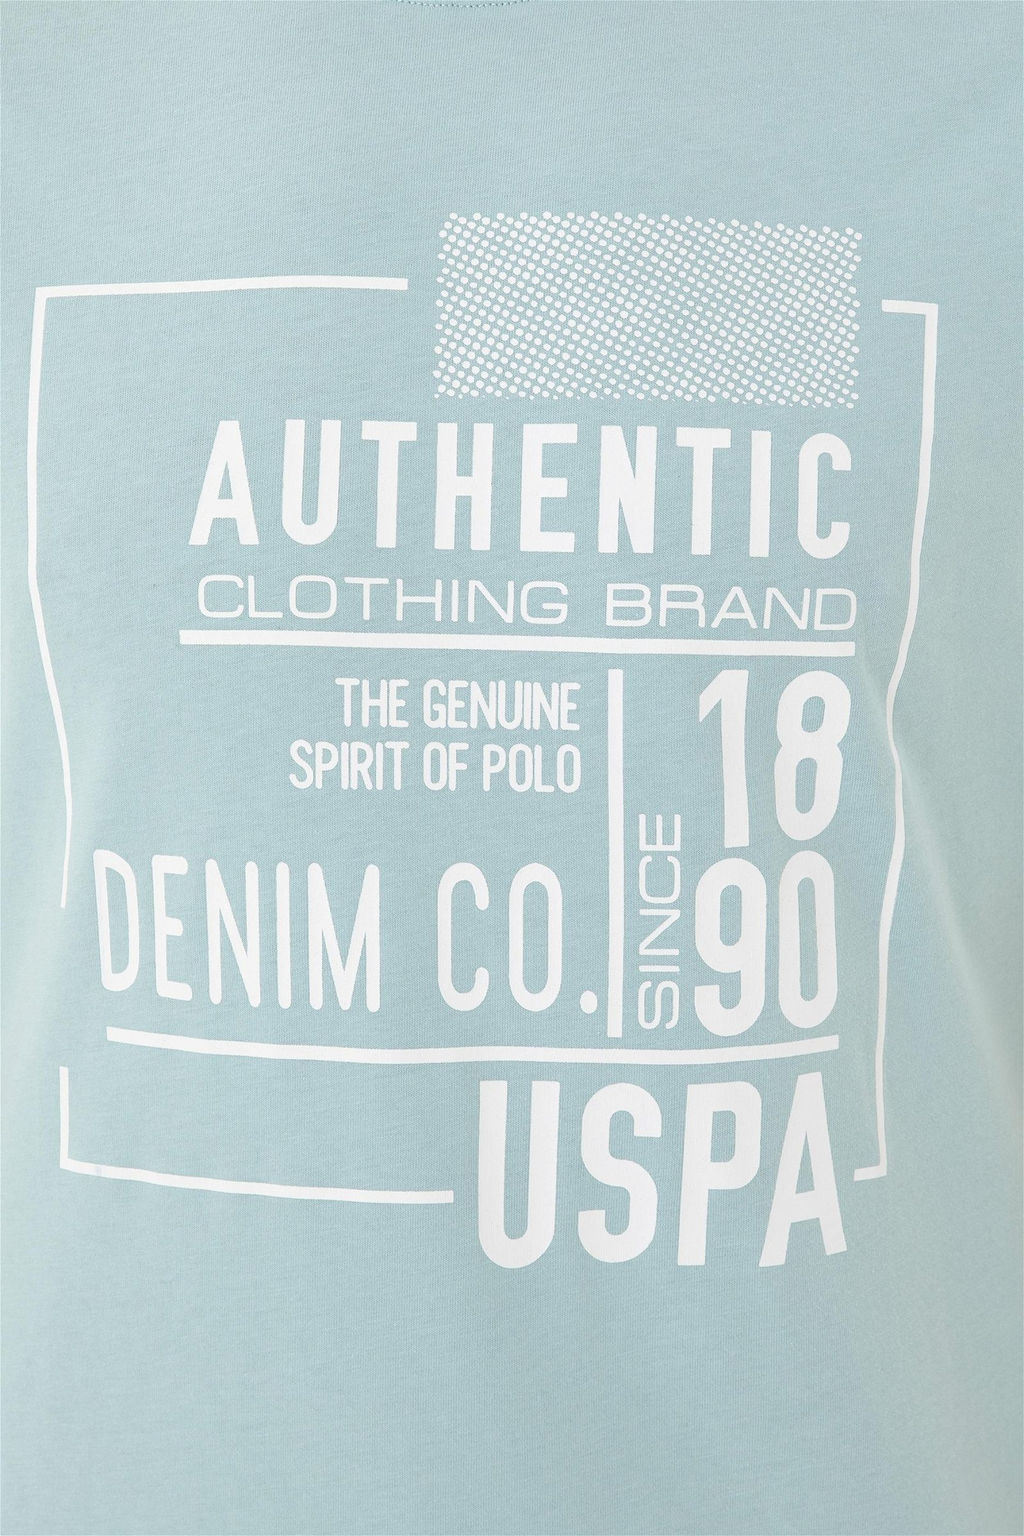 AUTHENTIC
CLOTHING BRAND
THE GENUINE
SPIRIT OF POLO
DENIM CO.
SINCE
18
90
USPA